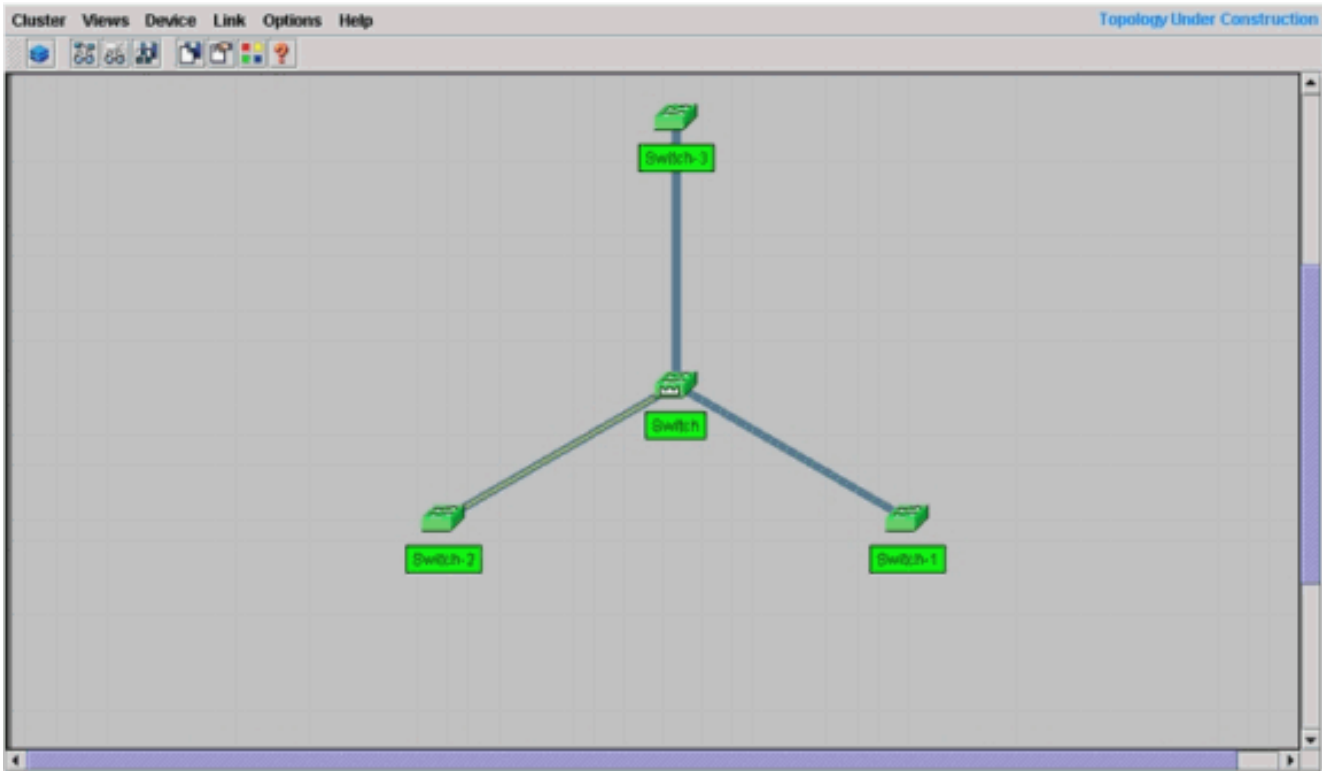 Cluster Views Device Link Options Help
Topology Under Construction
Switch-3
Switch
Switch-2
Switch-1